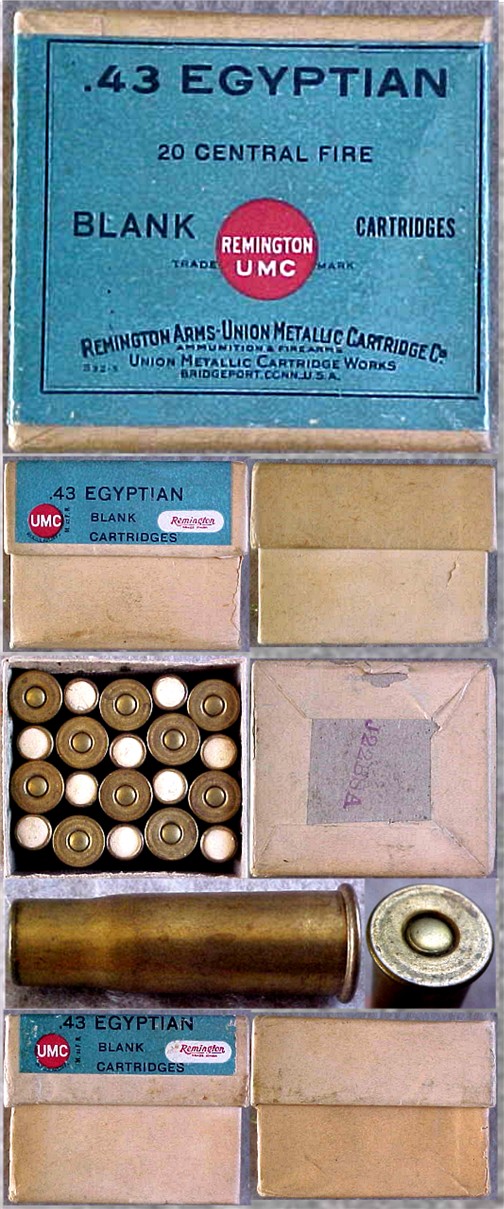 .43 EGYPTIAN
20 CENTRAL FIRE
BLANK
REMINGTON
UMC
CARTRIDGES
TRADE MARK
REMINGTON ARMS-UNION METALLIC CARTRIDGE CO.
AMMUNITION & FIREARMS
UNION METALLIC CARTRIDGE WORKS
BRIDGEPORT, CONN., U.S.A.
.43 EGYPTIAN
UMC
BLANK
Remington
CARTRIDGES
J22BSA
.43 EGYPTIAN
UMC
BLANK
Remington
CARTRIDGES